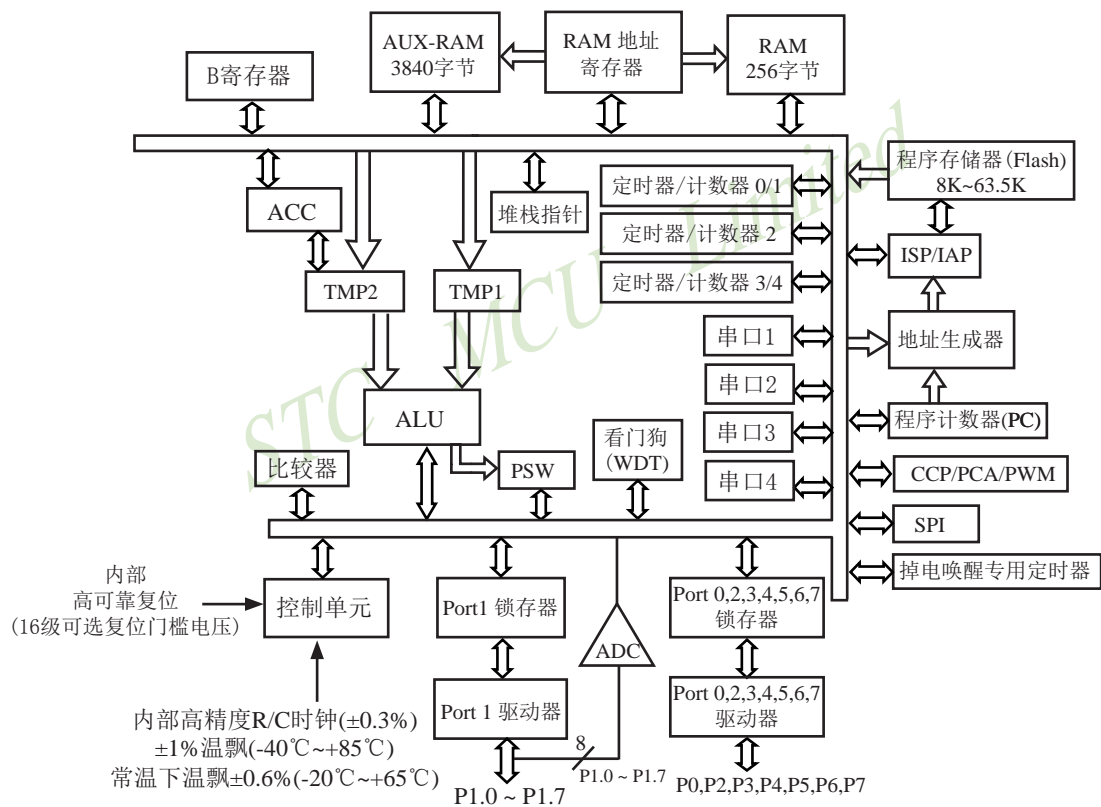 B寄存器
AUX-RAM
3840字节
RAM 地址
寄存器
RAM
256字节
ACC
TMP2
TMP1
堆栈指针
定时器/计数器 0/1
定时器/计数器 2
定时器/计数器 3/4
程序存储器(Flash)
8K~63.5K
ISP/IAP
地址生成器
程序计数器(PC)
串口1
串口2
串口3
串口4
ALU
PSW
比较器
看门狗
(WDT)
CCP/PCA/PWM
SPI
掉电唤醒专用定时器
内部
高可靠复位
(16级可选复位门槛电压)
控制单元
Port1 锁存器
ADC
Port 0,2,3,4,5,6,7
锁存器
Port 1 驱动器
Port 0,2,3,4,5,6,7
驱动器
内部高精度R/C时钟(±0.3%)
±1%温飘(-40℃~+85℃)
常温下温飘±0.6%(-20℃~+65℃)
8
P1.0 ~ P1.7
P1.0 ~ P1.7
P0,P2,P3,P4,P5,P6,P7
STC MCU Limited